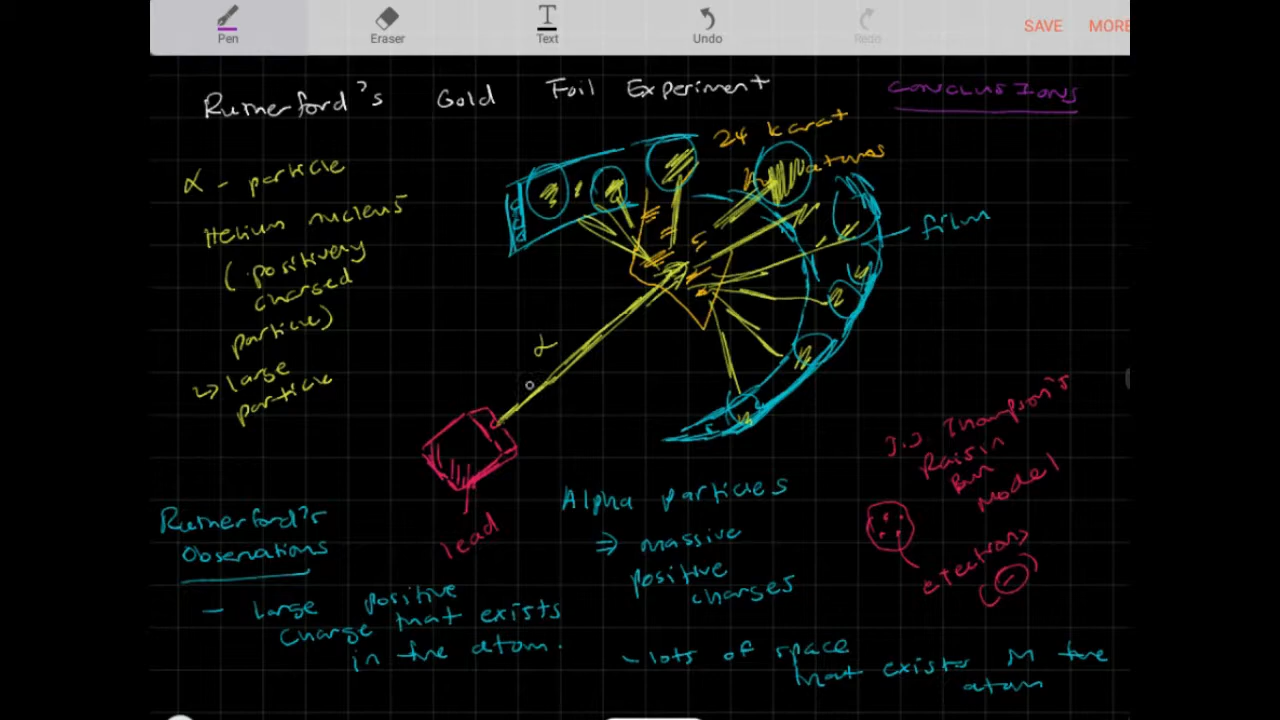 Pen
Eraser
Text
Undo
Redo
SAVE
MORE
Rutherford's Gold Foil Experiment
Conclusions
α - particle
Helium nucleus
(positively
charged
particle)
↳ large
particle
24 karat
film
α
lead
J.J. Thompson's
Raisin
Bun
Model
electrons
(-)
Rutherford's
Observations
- large positive
charge that exists
in the atom.
Alpha particles
⇒ massive
positive
charges
- lots of space
that exists in the
atom